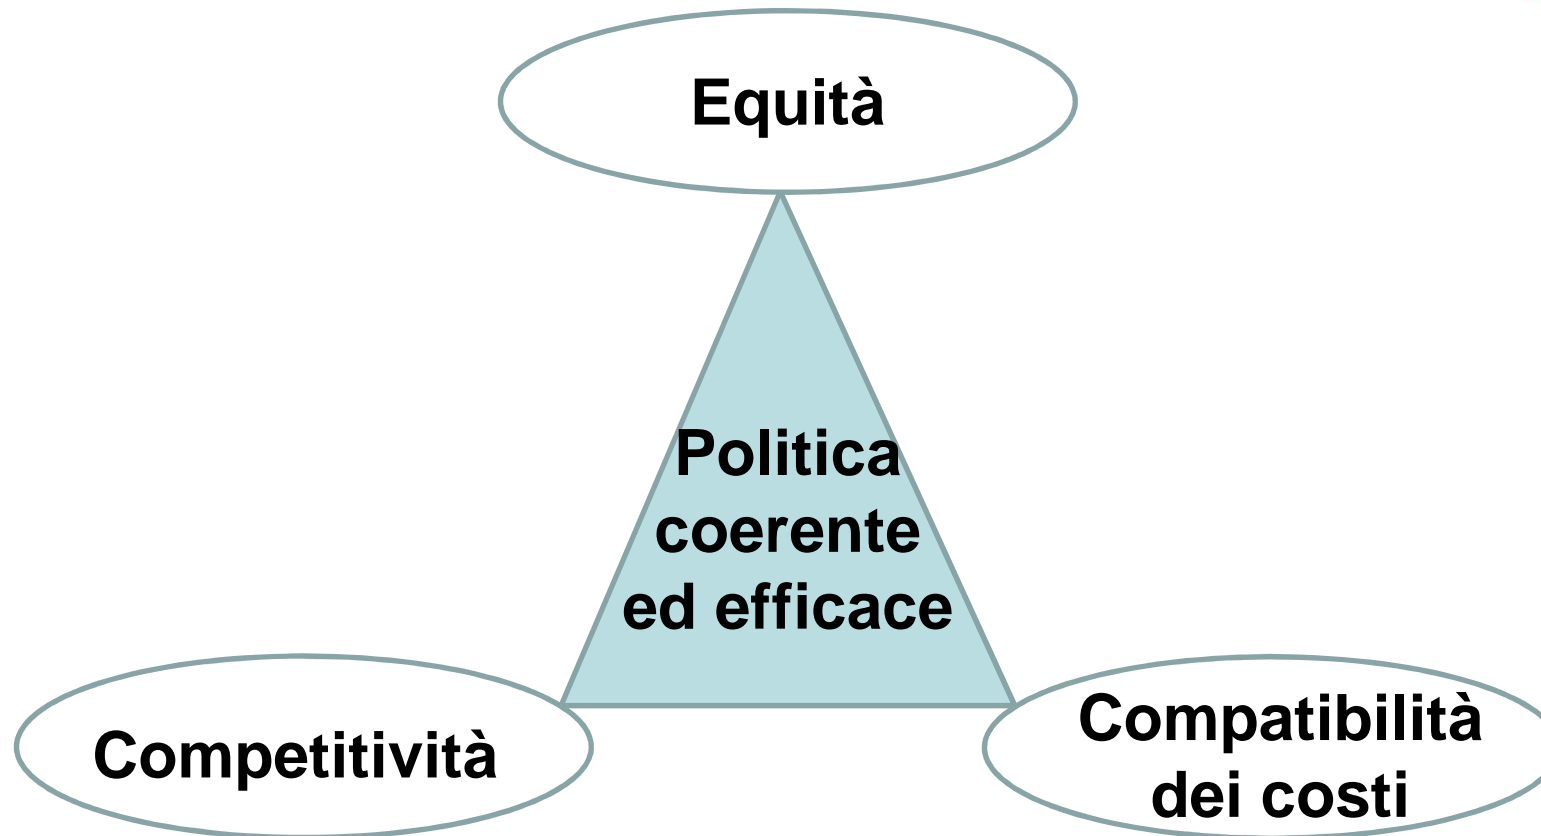 Equità
Politica
coerente
ed efficace
Competitività
Compatibilità
dei costi